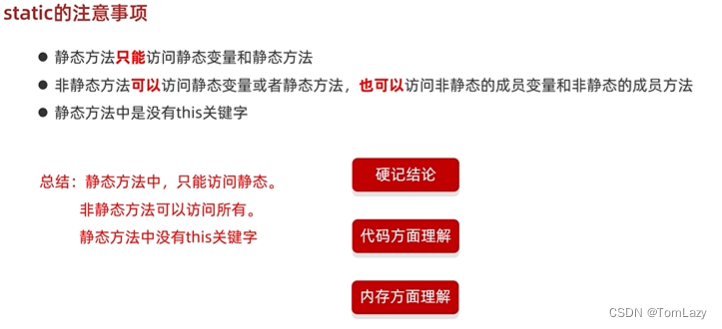 static的注意事项
● 静态方法只能访问静态变量和静态方法
● 非静态方法可以访问静态变量或者静态方法，也可以访问非静态的成员变量和非静态的成员方法
● 静态方法中是没有this关键字
总结：静态方法中，只能访问静态。
非静态方法可以访问所有。
静态方法中没有this关键字
硬记结论
代码方面理解
内存方面理解
CSDN @TomLazy